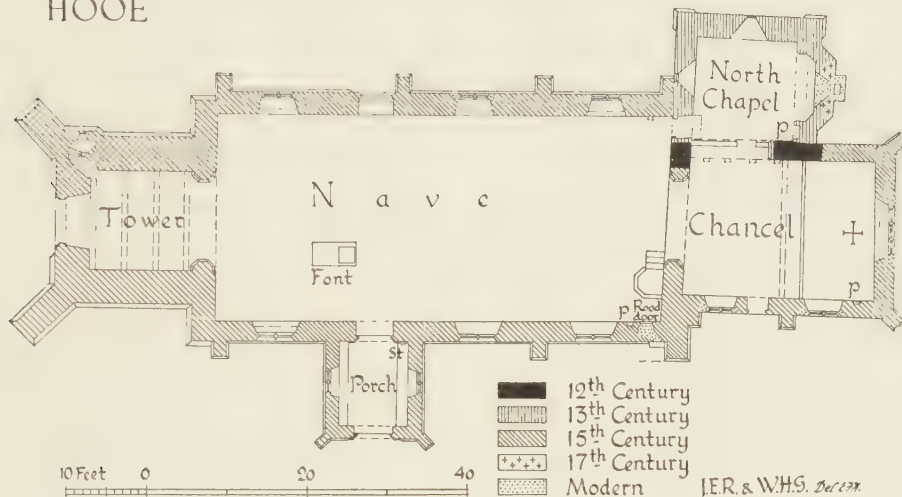 HOOE
North
Chapel
p
Nave
Tower
Chancel
Font
p
p
Rood
door
St
Porch
12th Century
13th Century
15th Century
17th Century
Modern
10 Feet 0 20 40
J.E.R. & W.H.G.